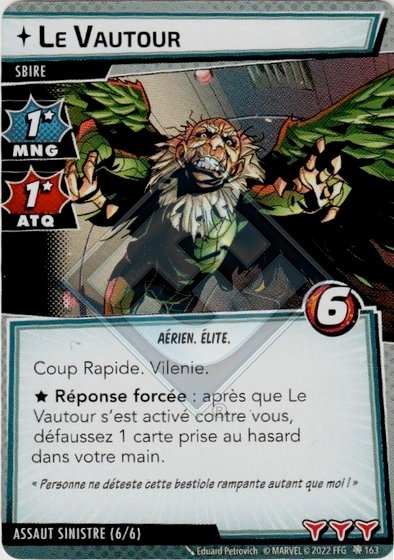 Le Vautour
SBIRE
1
MNG
1
ATQ
6
AÉRIEN. ÉLITE.
Coup Rapide. Vilenie.
★ Réponse forcée : après que Le
Vautour s'est activé contre vous,
défaussez 1 carte prise au hasard
dans votre main.
« Personne ne déteste cette bestiole rampante autant que moi ! »
ASSAUT SINISTRE (6/6)
Eduard Petrovich © MARVEL © 2022 FFG 163